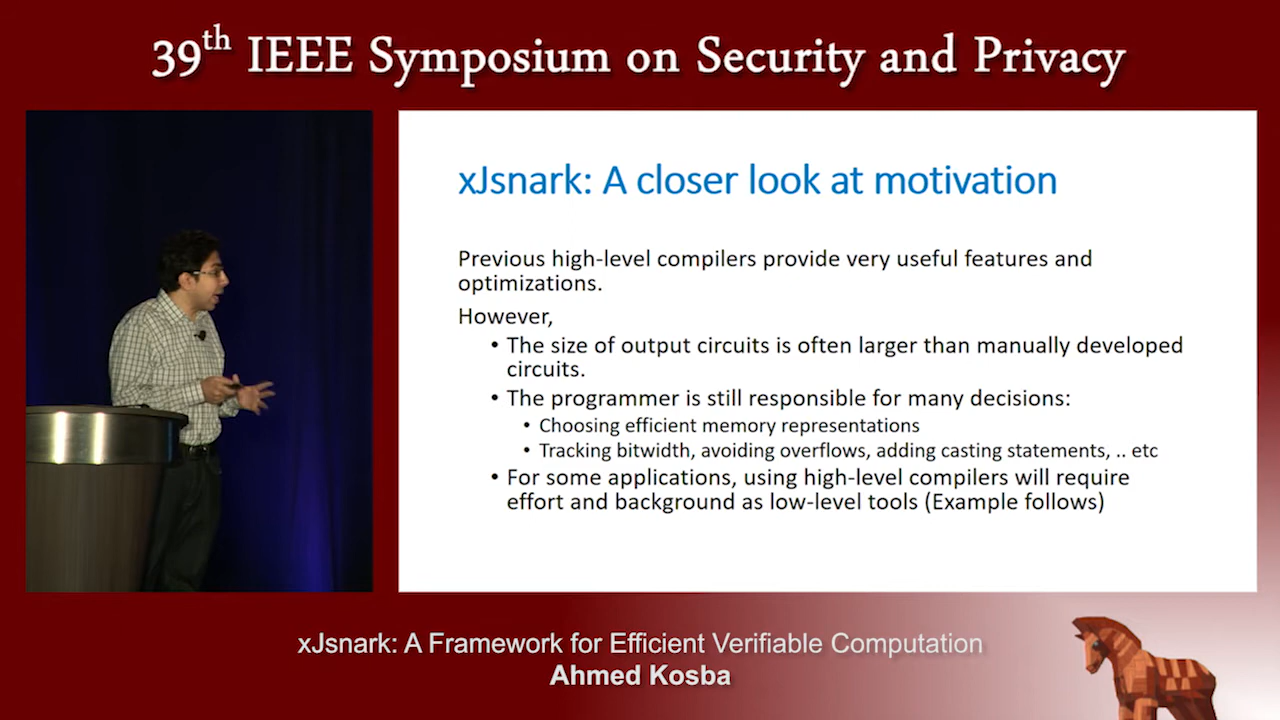 39th IEEE Symposium on Security and Privacy
xJsnark: A closer look at motivation
Previous high-level compilers provide very useful features and
optimizations.
However,
• The size of output circuits is often larger than manually developed
circuits.
• The programmer is still responsible for many decisions:
• Choosing efficient memory representations
• Tracking bitwidth, avoiding overflows, adding casting statements, .. etc
• For some applications, using high-level compilers will require
effort and background as low-level tools (Example follows)
xJsnark: A Framework for Efficient Verifiable Computation
Ahmed Kosba